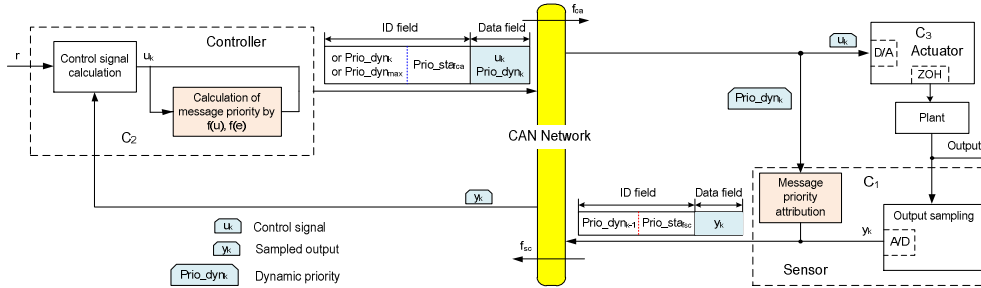 r
Controller
Control signal
calculation
uk
Calculation of
message priority by
f(u), f(e)
C2
ID field
Data field
or Prio_dynk
or Prio_dynmax
Prio_starca
uk
Prio_dynk
fca
CAN Network
uk
C3
Actuator
D/A
ZOH
Plant
Output
Prio_dynk
C1
Message
priority
attribution
Output sampling
A/D
yk
Sensor
ID field
Data field
Prio_dynk-1
Prio_stafsc
yk
fsc
yk
uk
Control signal
yk
Sampled output
Prio_dynk
Dynamic priority